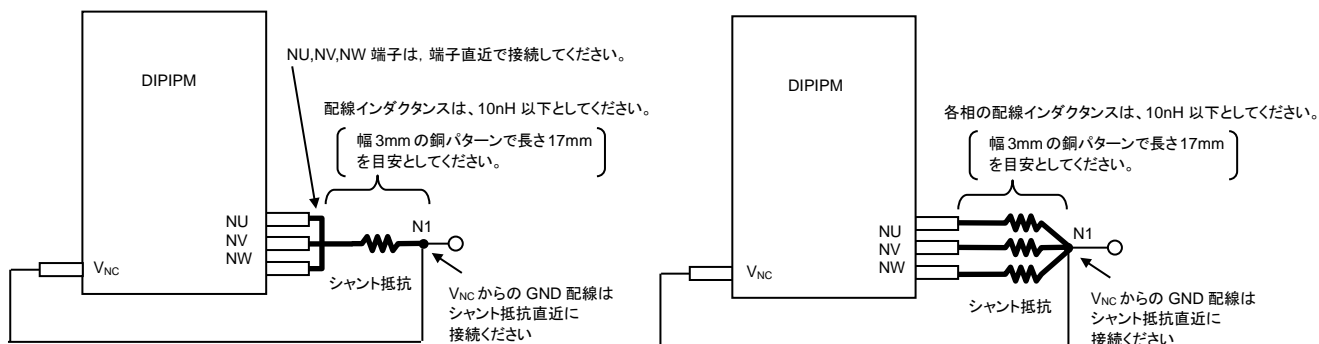 NU,NV,NW 端子は，端子直近で接続してください。
DIPIPM
配線インダクタンスは、10nH 以下としてください。
幅 3mm の銅パターンで長さ 17mm
を目安としてください。
NU
NV
NW
N1
VNC
シャント抵抗
VNC からの GND 配線は
シャント抵抗直近に
接続ください
DIPIPM
各相の配線インダクタンスは、10nH 以下としてください。
幅 3mm の銅パターンで長さ 17mm
を目安としてください。
NU
NV
NW
N1
VNC
シャント抵抗
VNC からの GND 配線は
シャント抵抗直近に
接続ください